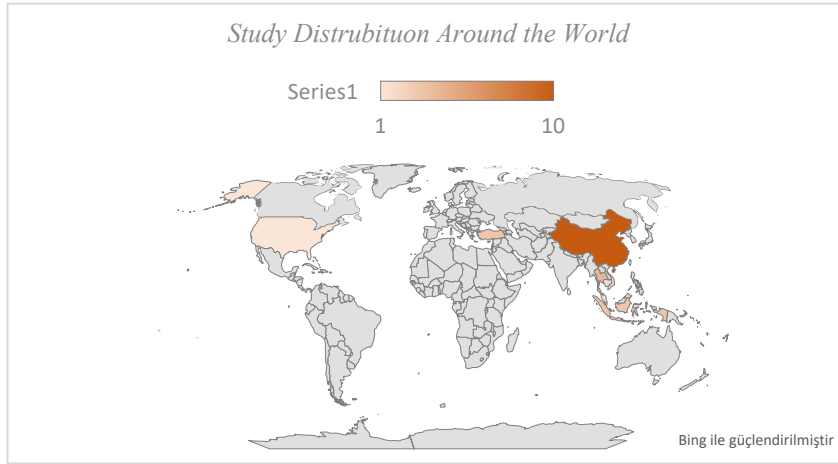 Study Distrubituon Around the World
Series1
1 10
Bing ile güçlendirilmiştir